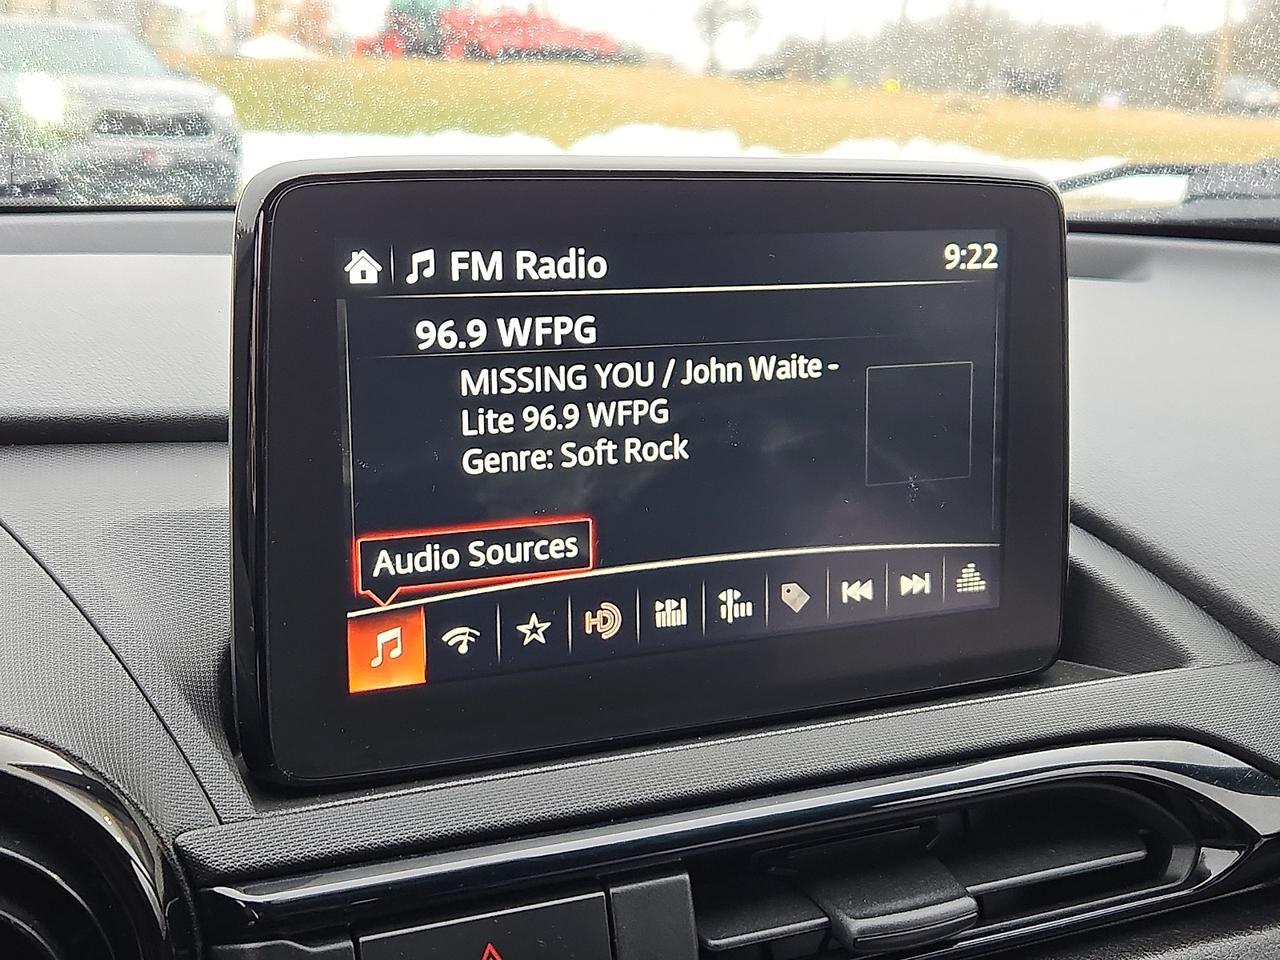 FM Radio
9:22
96.9 WFPG
MISSING YOU / John Waite -
Lite 96.9 WFPG
Genre: Soft Rock
Audio Sources
HD